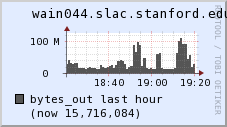 wain044.slac.stanford.edu
100 M
0
18:40 19:00 19:20
bytes_out last hour
(now 15,716,084)
RRDTOOL / TOBI OETIKER